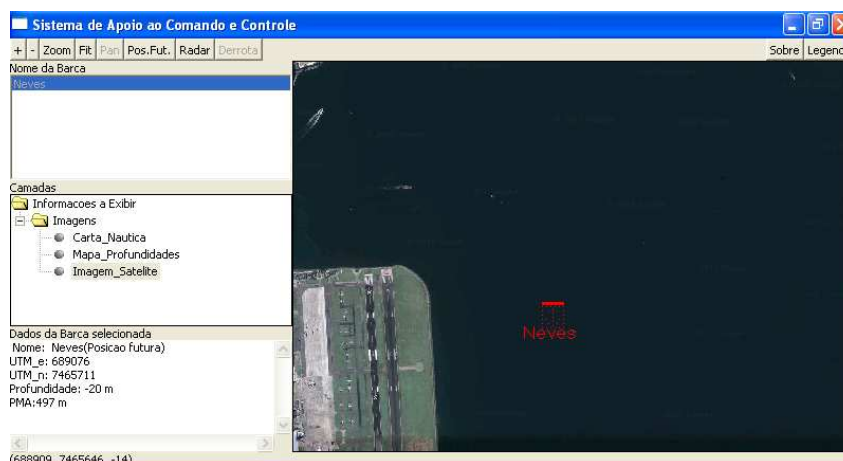 Sistema de Apoio ao Comando e Controle
+ - Zoom Fit Pan Pos.Fut. Radar Derrota Sobre Legend
Nome da Barca
Neves
Camadas
Informacoes a Exibir
Imagens
Carta_Nautica
Mapa_Profundidades
Imagem_Satelite
Neves
Dados da Barca selecionada
Nome: Neves(Posicao futura)
UTM_e: 689076
UTM_n: 7465711
Profundidade: -20 m
PMA:497 m
(688909, 7465646, -14)